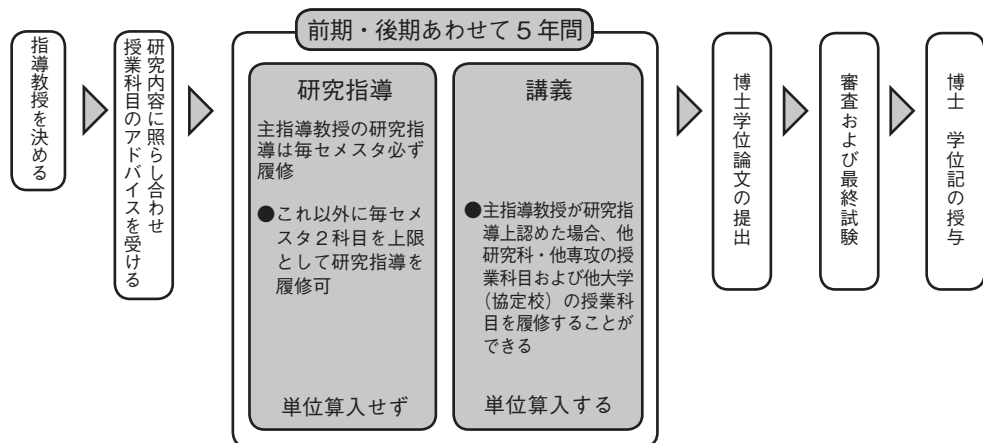 指導教授を決める
研究内容に照らし合わせ
授業科目のアドバイスを受ける
前期・後期あわせて5年間
研究指導
主指導教授の研究指
導は毎セメスタ必ず
履修
●これ以外に毎セメ
スタ2科目を上限
として研究指導を
履修可
単位算入せず
講義
●主指導教授が研究指
導上認めた場合、他
研究科・他専攻の授
業科目および他大学
(協定校)の授業科
目を履修することが
できる
単位算入する
博士学位論文の提出
審査および最終試験
博士 学位記の授与